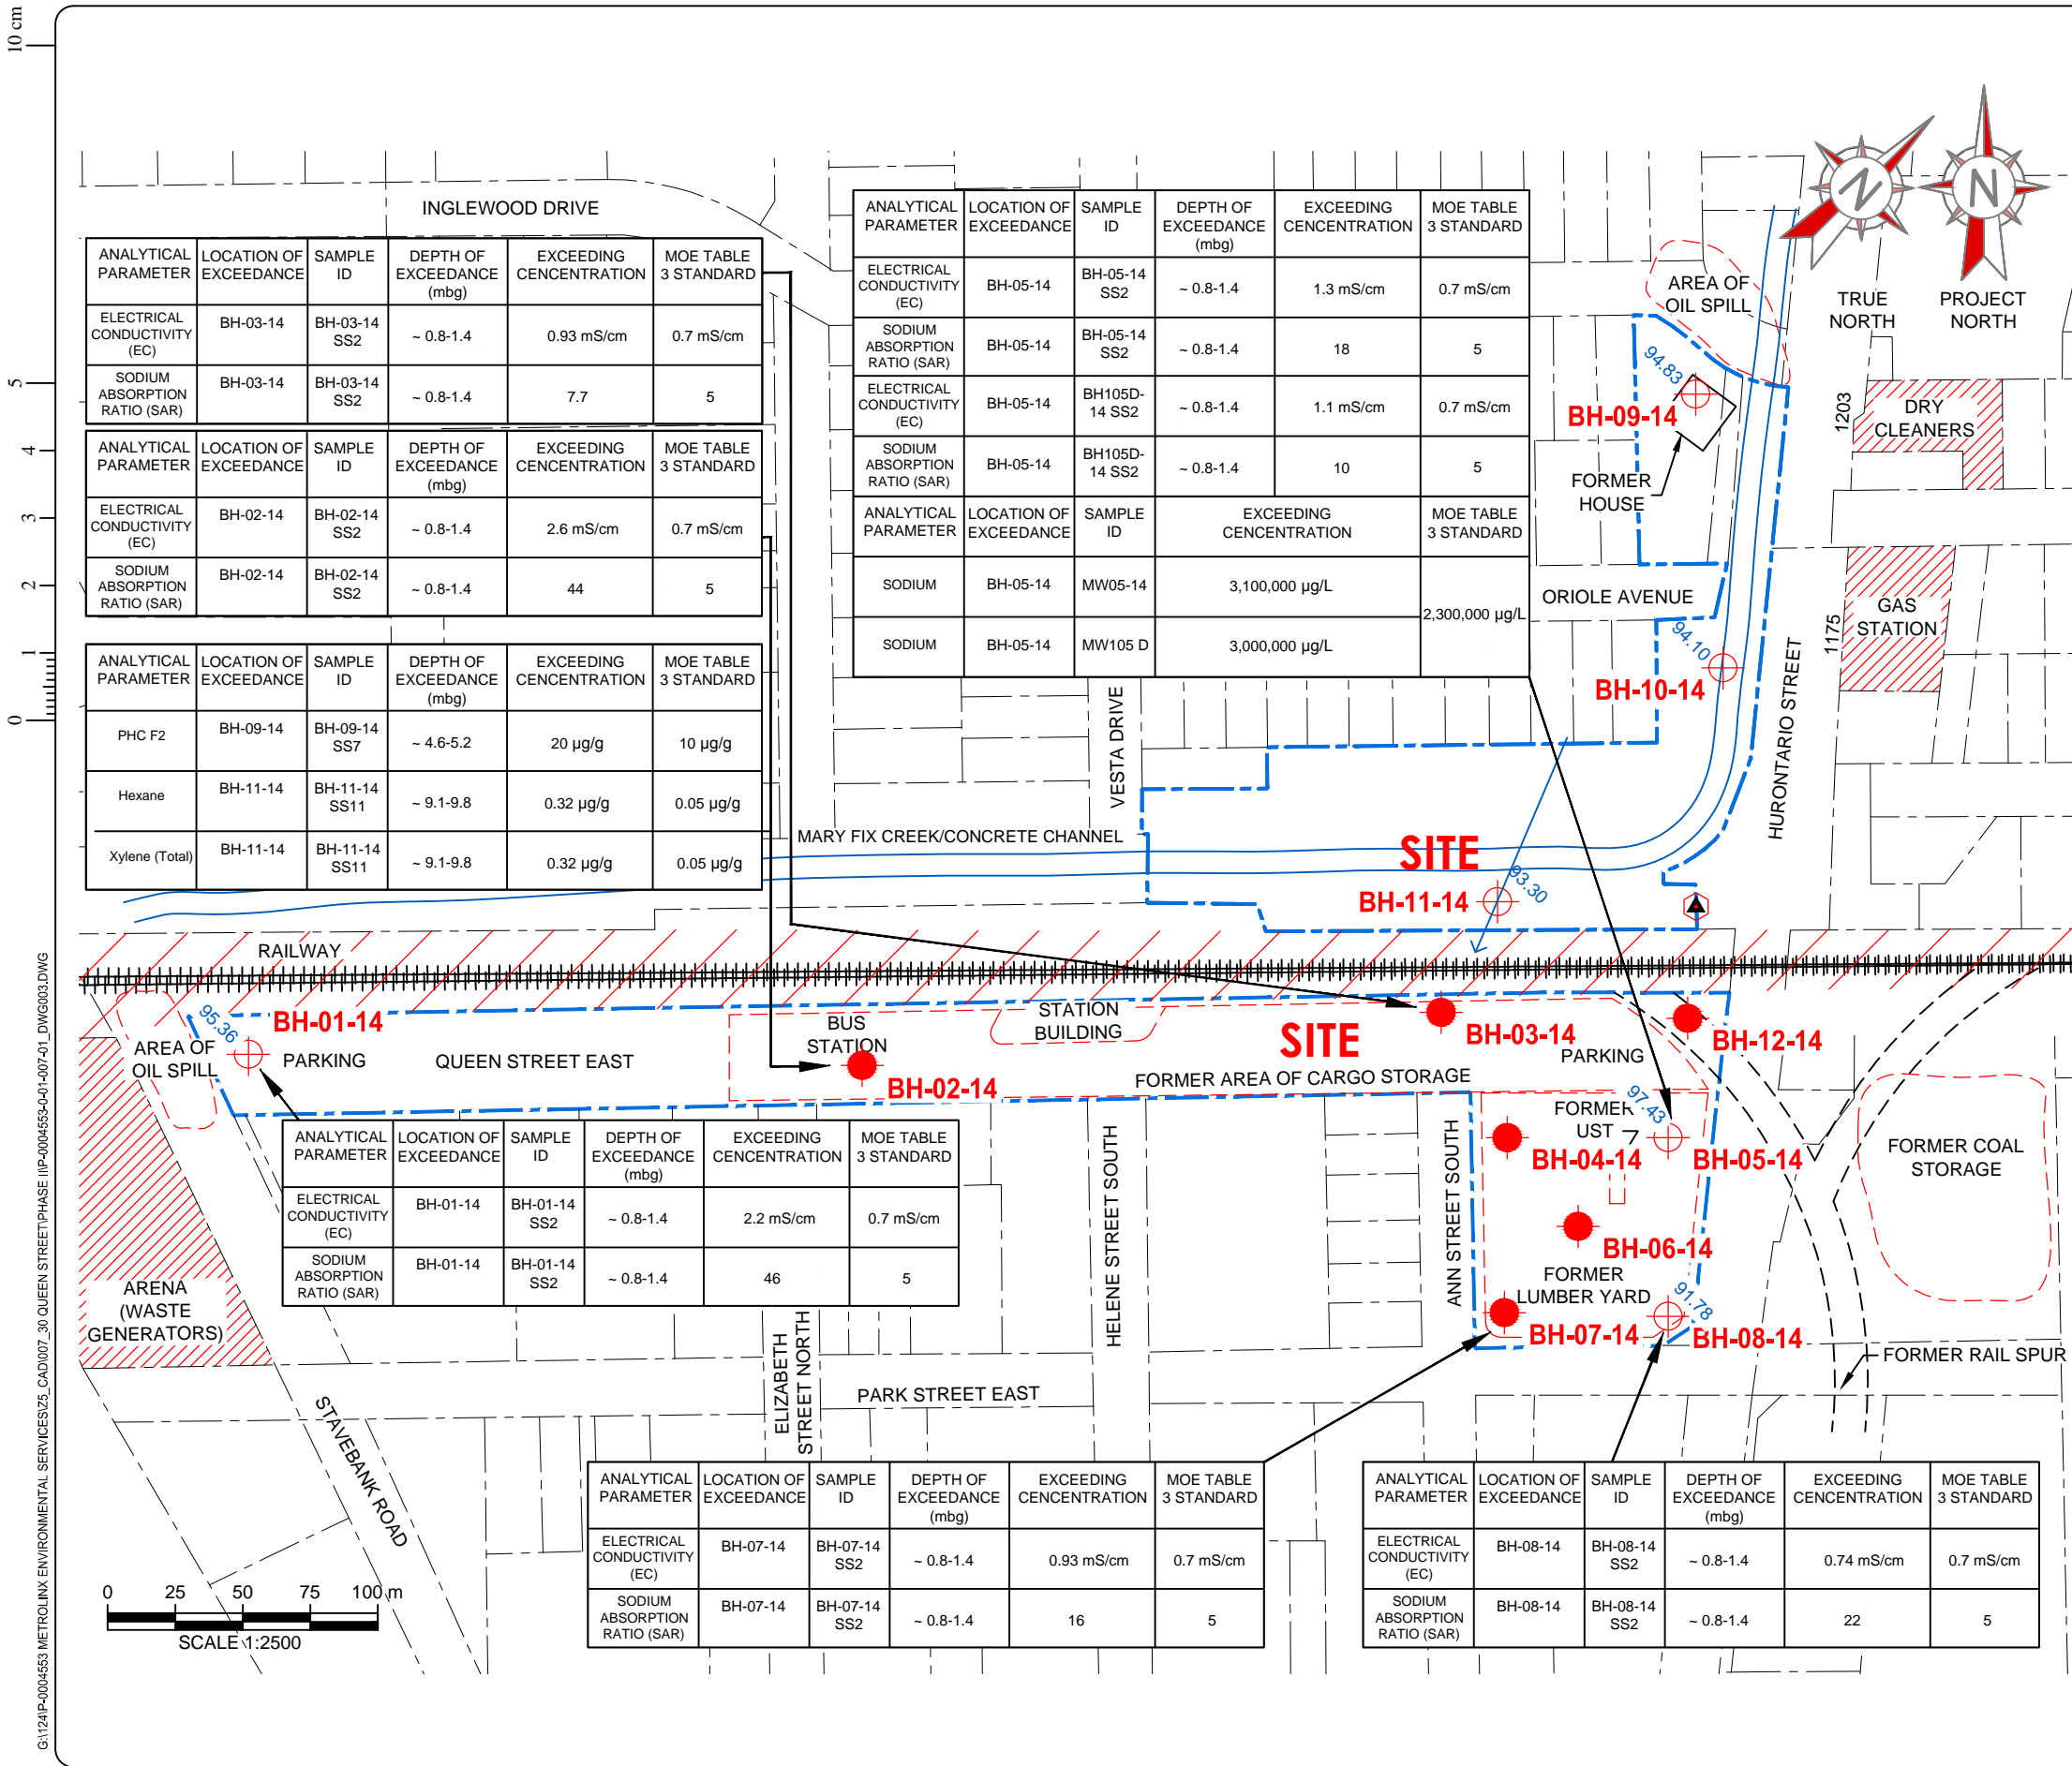 10 cm
5
4
3
2
1
0
G:\124\P-0004553 METROLINX ENVIRONMENTAL SERVICES\Z5_CAD\007_30 QUEEN STREET\PHASE II\P-0004553-0-01-0007-01_DWG003.DWG
INGLEWOOD DRIVE
ANALYTICAL PARAMETER LOCATION OF EXCEEDANCE SAMPLE ID DEPTH OF EXCEEDANCE (mbg) EXCEEDING CENCENTRATION MOE TABLE 3 STANDARD
ELECTRICAL CONDUCTIVITY (EC) BH-03-14 BH-03-14 SS2 ~ 0.8-1.4 0.93 mS/cm 0.7 mS/cm
SODIUM ABSORPTION RATIO (SAR) BH-03-14 BH-03-14 SS2 ~ 0.8-1.4 7.7 5
ANALYTICAL PARAMETER LOCATION OF EXCEEDANCE SAMPLE ID DEPTH OF EXCEEDANCE (mbg) EXCEEDING CENCENTRATION MOE TABLE 3 STANDARD
ELECTRICAL CONDUCTIVITY (EC) BH-02-14 BH-02-14 SS2 ~ 0.8-1.4 2.6 mS/cm 0.7 mS/cm
SODIUM ABSORPTION RATIO (SAR) BH-02-14 BH-02-14 SS2 ~ 0.8-1.4 44 5
ANALYTICAL PARAMETER LOCATION OF EXCEEDANCE SAMPLE ID DEPTH OF EXCEEDANCE (mbg) EXCEEDING CENCENTRATION MOE TABLE 3 STANDARD
PHC F2 BH-09-14 BH-09-14 SS7 ~ 4.6-5.2 20 µg/g 10 µg/g
Hexane BH-11-14 BH-11-14 SS11 ~ 9.1-9.8 0.32 µg/g 0.05 µg/g
Xylene (Total) BH-11-14 BH-11-14 SS11 ~ 9.1-9.8 0.32 µg/g 0.05 µg/g
ANALYTICAL PARAMETER LOCATION OF EXCEEDANCE SAMPLE ID DEPTH OF EXCEEDANCE (mbg) EXCEEDING CENCENTRATION MOE TABLE 3 STANDARD
ELECTRICAL CONDUCTIVITY (EC) BH-05-14 BH-05-14 SS2 ~ 0.8-1.4 1.3 mS/cm 0.7 mS/cm
SODIUM ABSORPTION RATIO (SAR) BH-05-14 BH-05-14 SS2 ~ 0.8-1.4 18 5
ELECTRICAL CONDUCTIVITY (EC) BH-05-14 BH105D-14 SS2 ~ 0.8-1.4 1.1 mS/cm 0.7 mS/cm
SODIUM ABSORPTION RATIO (SAR) BH-05-14 BH105D-14 SS2 ~ 0.8-1.4 10 5
ANALYTICAL PARAMETER LOCATION OF EXCEEDANCE SAMPLE ID EXCEEDING CENCENTRATION MOE TABLE 3 STANDARD
SODIUM BH-05-14 MW05-14 3,100,000 µg/L 2,300,000 µg/L
SODIUM BH-05-14 MW105 D 3,000,000 µg/L
N
N
TRUE NORTH
PROJECT NORTH
AREA OF
OIL SPILL
94.83
BH-09-14
FORMER
HOUSE
1203
DRY
CLEANERS
GAS
STATION
1175
ORIOLE AVENUE
94.10
BH-10-14
HURONTARIO STREET
VESTA DRIVE
MARY FIX CREEK/CONCRETE CHANNEL
SITE
93.30
BH-11-14
RAILWAY
95.36
BH-01-14
AREA OF
OIL SPILL
PARKING
QUEEN STREET EAST
BUS
STATION
BH-02-14
STATION
BUILDING
SITE
BH-03-14
PARKING
BH-12-14
FORMER AREA OF CARGO STORAGE
97.43
FORMER
UST
BH-04-14
BH-05-14
FORMER COAL
STORAGE
BH-06-14
FORMER
LUMBER YARD
91.78
BH-07-14
BH-08-14
FORMER RAIL SPUR
ANN STREET SOUTH
HELENE STREET SOUTH
ARENA
(WASTE
GENERATORS)
ANALYTICAL PARAMETER LOCATION OF EXCEEDANCE SAMPLE ID DEPTH OF EXCEEDANCE (mbg) EXCEEDING CENCENTRATION MOE TABLE 3 STANDARD
ELECTRICAL CONDUCTIVITY (EC) BH-01-14 BH-01-14 SS2 ~ 0.8-1.4 2.2 mS/cm 0.7 mS/cm
SODIUM ABSORPTION RATIO (SAR) BH-01-14 BH-01-14 SS2 ~ 0.8-1.4 46 5
ELIZABETH
STREET NORTH
PARK STREET EAST
STAVEBANK ROAD
ANALYTICAL PARAMETER LOCATION OF EXCEEDANCE SAMPLE ID DEPTH OF EXCEEDANCE (mbg) EXCEEDING CENCENTRATION MOE TABLE 3 STANDARD
ELECTRICAL CONDUCTIVITY (EC) BH-07-14 BH-07-14 SS2 ~ 0.8-1.4 0.93 mS/cm 0.7 mS/cm
SODIUM ABSORPTION RATIO (SAR) BH-07-14 BH-07-14 SS2 ~ 0.8-1.4 16 5
ANALYTICAL PARAMETER LOCATION OF EXCEEDANCE SAMPLE ID DEPTH OF EXCEEDANCE (mbg) EXCEEDING CENCENTRATION MOE TABLE 3 STANDARD
ELECTRICAL CONDUCTIVITY (EC) BH-08-14 BH-08-14 SS2 ~ 0.8-1.4 0.74 mS/cm 0.7 mS/cm
SODIUM ABSORPTION RATIO (SAR) BH-08-14 BH-08-14 SS2 ~ 0.8-1.4 22 5
0 25 50 75 100 m
SCALE 1:2500